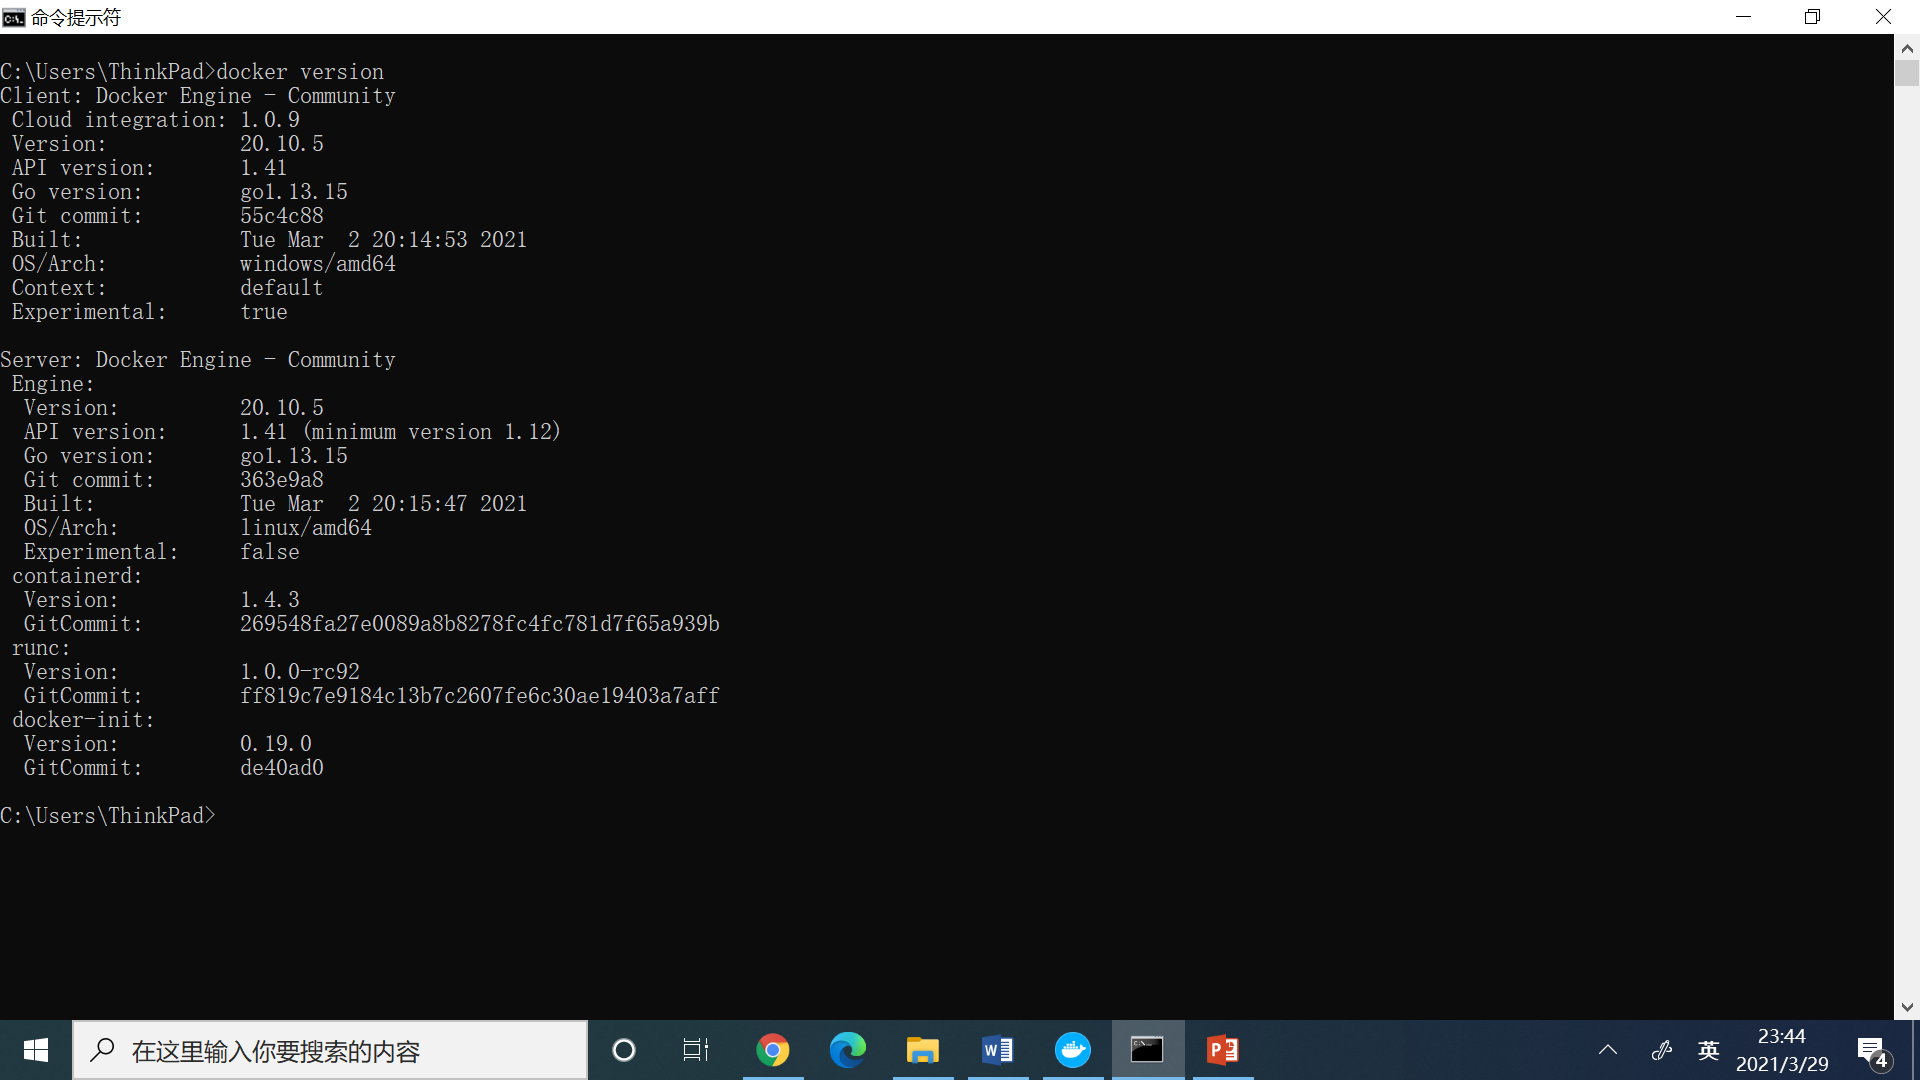 命令提示符
C:\Users\ThinkPad>docker version
Client: Docker Engine - Community
Cloud integration: 1.0.9
Version: 20.10.5
API version: 1.41
Go version: go1.13.15
Git commit: 55c4c88
Built: Tue Mar  2 20:14:53 2021
OS/Arch: windows/amd64
Context: default
Experimental: true
Server: Docker Engine - Community
Engine:
Version: 20.10.5
API version: 1.41 (minimum version 1.12)
Go version: go1.13.15
Git commit: 363e9a8
Built: Tue Mar  2 20:15:47 2021
OS/Arch: linux/amd64
Experimental: false
containerd:
Version: 1.4.3
GitCommit: 269548fa27e0089a8b8278fc4fc781d7f65a939b
runc:
Version: 1.0.0-rc92
GitCommit: ff819c7e9184c13b7c2607fe6c30ae19403a7aff
docker-init:
Version: 0.19.0
GitCommit: de40ad0
C:\Users\ThinkPad>
在这里输入你要搜索的内容
英
23:44
2021/3/29
4